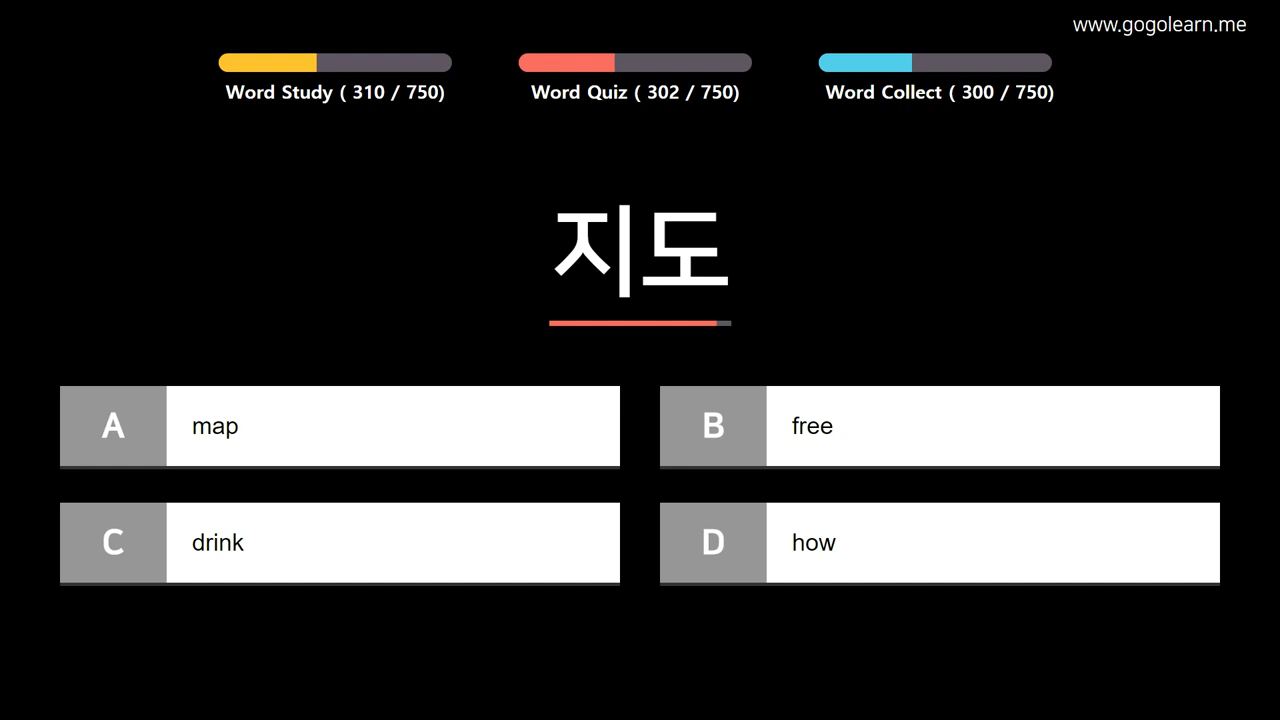 www.gogolearn.me
Word Study ( 310 / 750)
Word Quiz ( 302 / 750)
Word Collect ( 300 / 750)
지도
A map
B free
C drink
D how